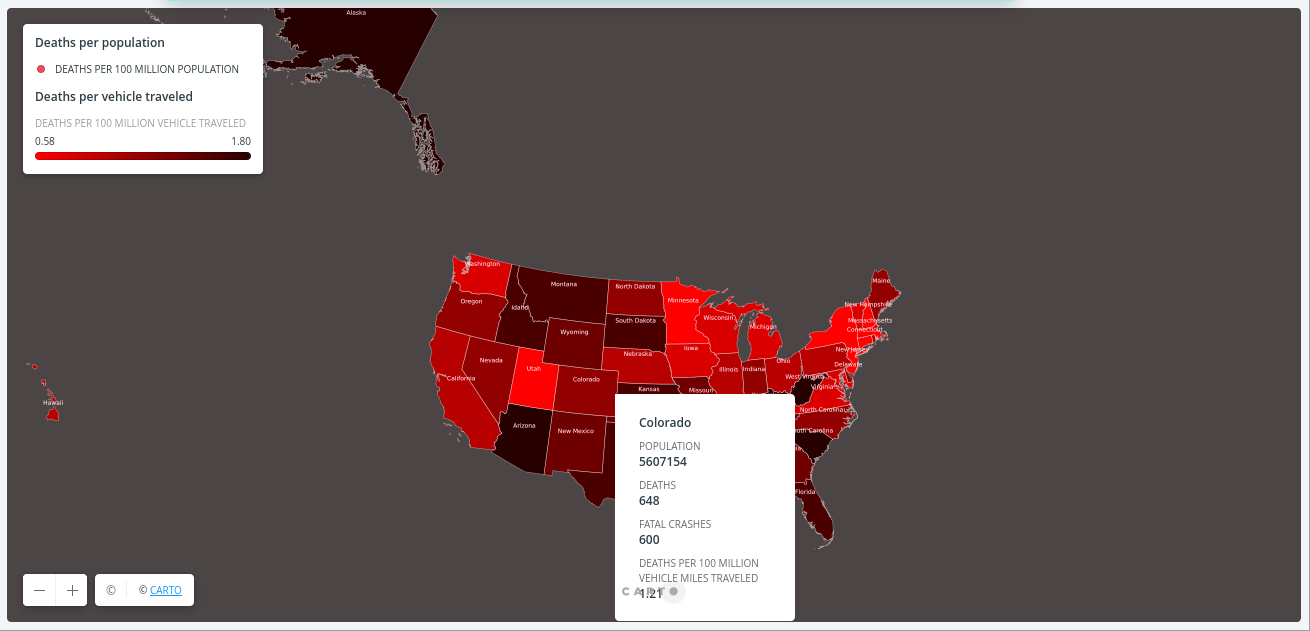 Alaska
Deaths per population
DEATHS PER 100 MILLION POPULATION
Deaths per vehicle traveled
DEATHS PER 100 MILLION VEHICLE TRAVELED
0.58 1.80
Washington
Montana
North Dakota
Maine
Oregon
Idaho
Minnesota
New Hampshire
Wisconsin
South Dakota
Massachusetts
Michigan
Connecticut
Wyoming
Iowa
New Jersey
Nebraska
Nevada
Ohio
Utah
Illinois
Indiana
Delaware
California
Colorado
West Virginia
Kansas
Missouri
Virginia
Hawaii
North Carolina
Arizona
New Mexico
uth Carolina
Florida
Colorado
POPULATION
5607154
DEATHS
648
FATAL CRASHES
600
DEATHS PER 100 MILLION
VEHICLE MILES TRAVELED
1.21
CARTO
© © CARTO